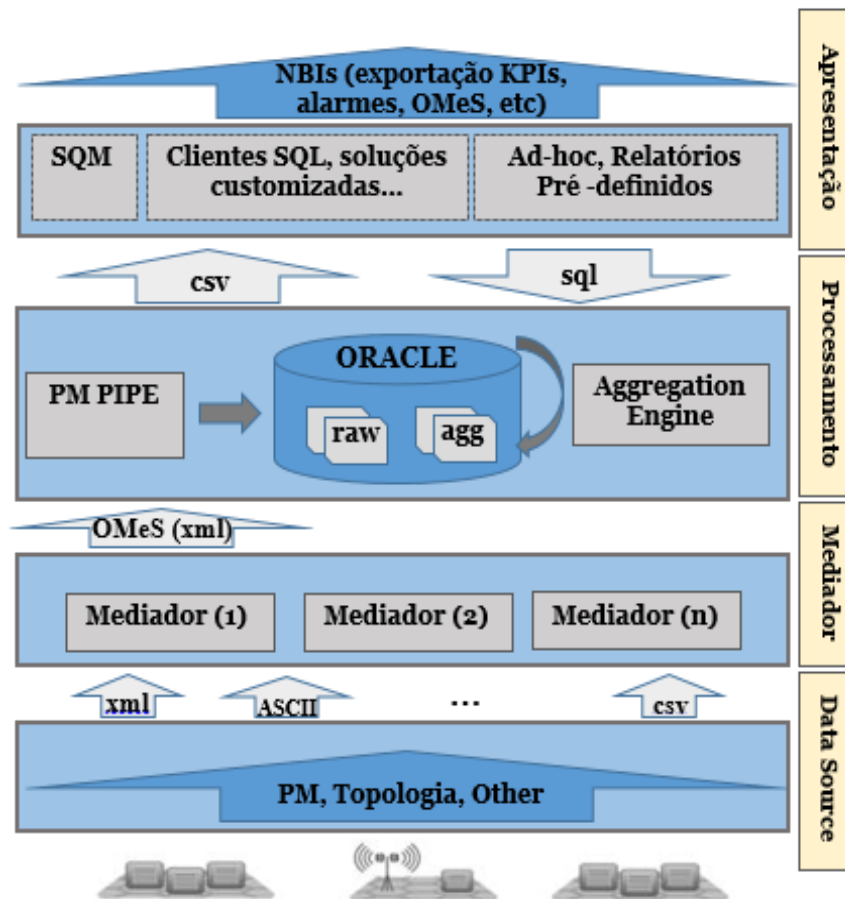 NBIs (exportação KPIs,
alarmes, OMeS, etc)
SQM
Clientes SQL, soluções
customizadas...
Ad-hoc, Relatórios
Pré -definidos
Apresentação
csv
sql
PM PIPE
ORACLE
raw
agg
Aggregation
Engine
Processamento
OMeS (xml)
Mediador (1)
Mediador (2)
Mediador (n)
Mediador
xml
ASCII
...
csv
PM, Topologia, Other
Data Source